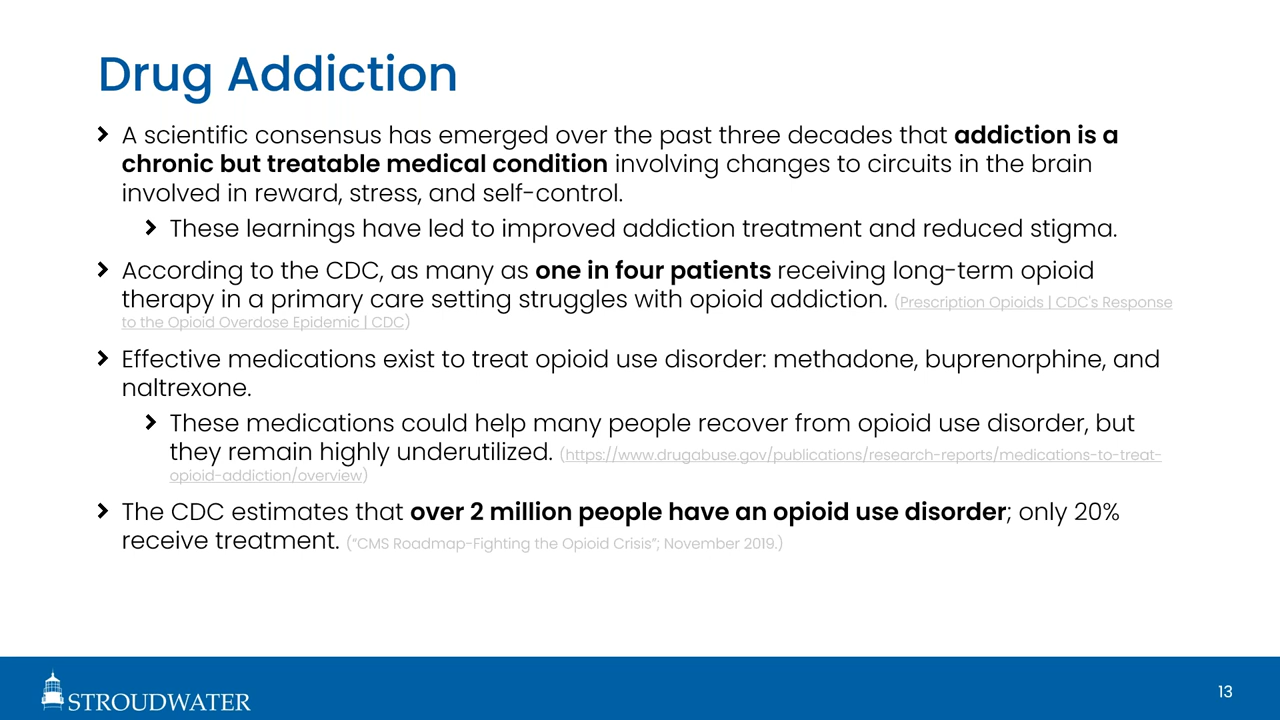 Drug Addiction
A scientific consensus has emerged over the past three decades that addiction is a
chronic but treatable medical condition involving changes to circuits in the brain
involved in reward, stress, and self-control.
These learnings have led to improved addiction treatment and reduced stigma.
According to the CDC, as many as one in four patients receiving long-term opioid
therapy in a primary care setting struggles with opioid addiction. (Prescription Opioids | CDC's Response
to the Opioid Overdose Epidemic | CDC)
Effective medications exist to treat opioid use disorder: methadone, buprenorphine, and
naltrexone.
These medications could help many people recover from opioid use disorder, but
they remain highly underutilized. (https://www.drugabuse.gov/publications/research-reports/medications-to-treat-
opioid-addiction/overview)
The CDC estimates that over 2 million people have an opioid use disorder; only 20%
receive treatment. ("CMS Roadmap-Fighting the Opioid Crisis"; November 2019.)
STROUDWATER
13